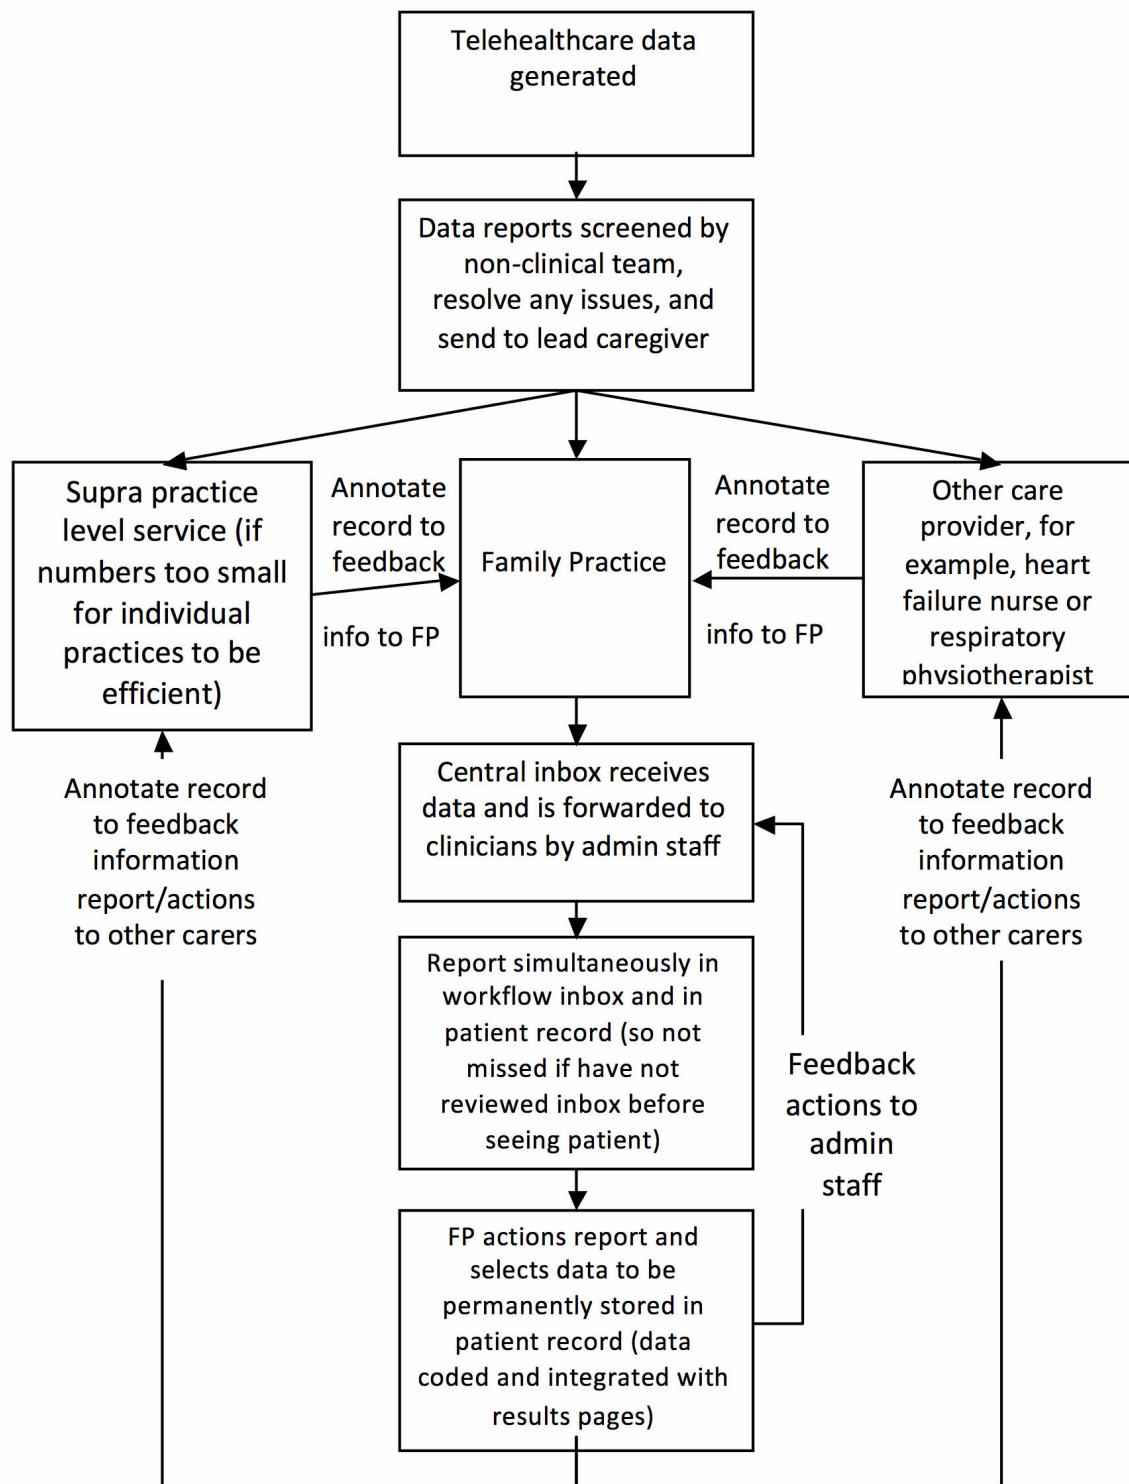 Telehealthcare data
generated
Data reports screened by
non-clinical team,
resolve any issues, and
send to lead caregiver
Supra practice
level service (if
numbers too small
for individual
practices to be
efficient)
Annotate
record to
feedback
info to FP
Family Practice
Annotate
record to
feedback
info to FP
Other care
provider, for
example, heart
failure nurse or
respiratory
physiotherapist
Central inbox receives
data and is forwarded to
clinicians by admin staff
Annotate record
to feedback
information
report/actions
to other carers
Annotate record
to feedback
information
report/actions
to other carers
Report simultaneously in
workflow inbox and in
patient record (so not
missed if have not
reviewed inbox before
seeing patient)
Feedback
actions to
admin
staff
FP actions report and
selects data to be
permanently stored in
patient record (data
coded and integrated with
results pages)